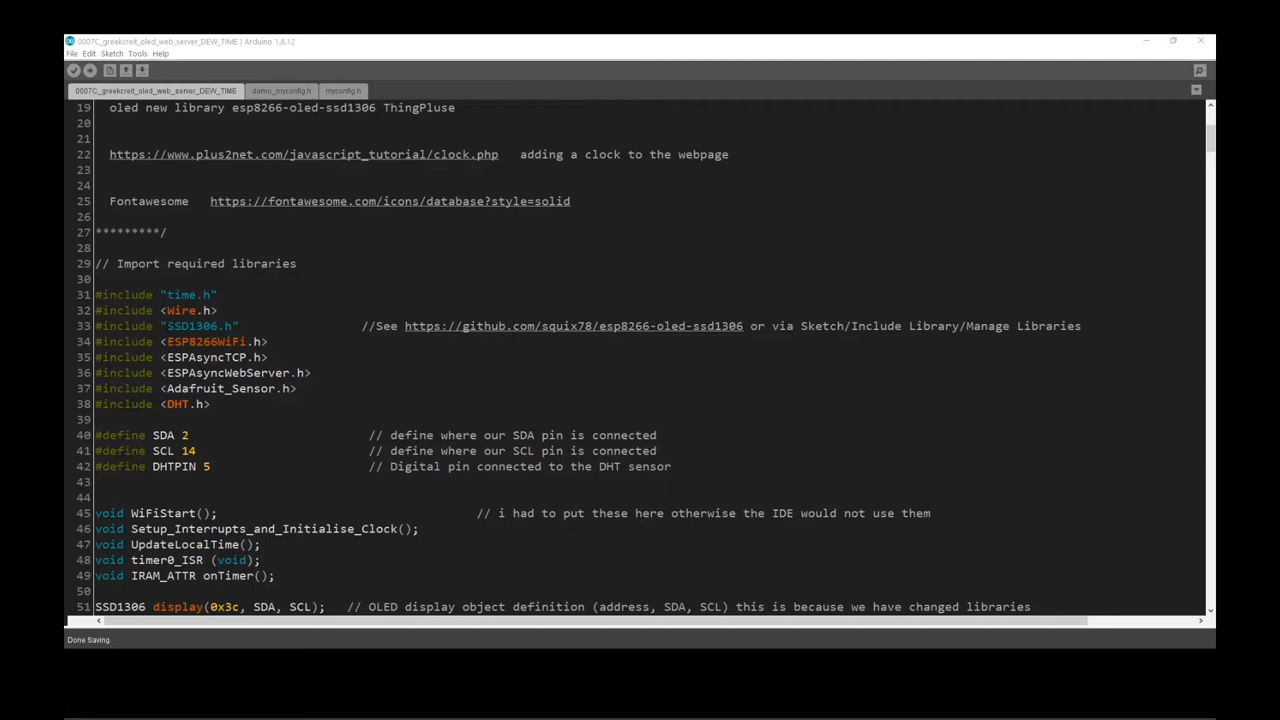 0007C_greekcreit_oled_web_server_DEW_TIME | Arduino 1.8.12
File Edit Sketch Tools Help
0007C_greekcreit_oled_web_server_DEW_TIME demo_myconfig.h myconfig.h
19 oled new library esp8266-oled-ssd1306 ThingPluse
20
21
22 https://www.plus2net.com/javascript_tutorial/clock.php adding a clock to the webpage
23
24
25 Fontawesome https://fontawesome.com/icons/database?style=solid
26
27 *********/
28
29 // Import required libraries
30
31 #include "time.h"
32 #include <Wire.h>
33 #include "SSD1306.h" //See https://github.com/squix78/esp8266-oled-ssd1306 or via Sketch/Include Library/Manage Libraries
34 #include <ESP8266WiFi.h>
35 #include <ESPAsyncTCP.h>
36 #include <ESPAsyncWebServer.h>
37 #include <Adafruit_Sensor.h>
38 #include <DHT.h>
39
40 #define SDA 2 // define where our SDA pin is connected
41 #define SCL 14 // define where our SCL pin is connected
42 #define DHTPIN 5 // Digital pin connected to the DHT sensor
43
44
45 void WiFiStart(); // i had to put these here otherwise the IDE would not use them
46 void Setup_Interrupts_and_Initialise_Clock();
47 void UpdateLocalTime();
48 void timer0_ISR (void);
49 void IRAM_ATTR onTimer();
50
51 SSD1306 display(0x3c, SDA, SCL); // OLED display object definition (address, SDA, SCL) this is because we have changed libraries
Done Saving.